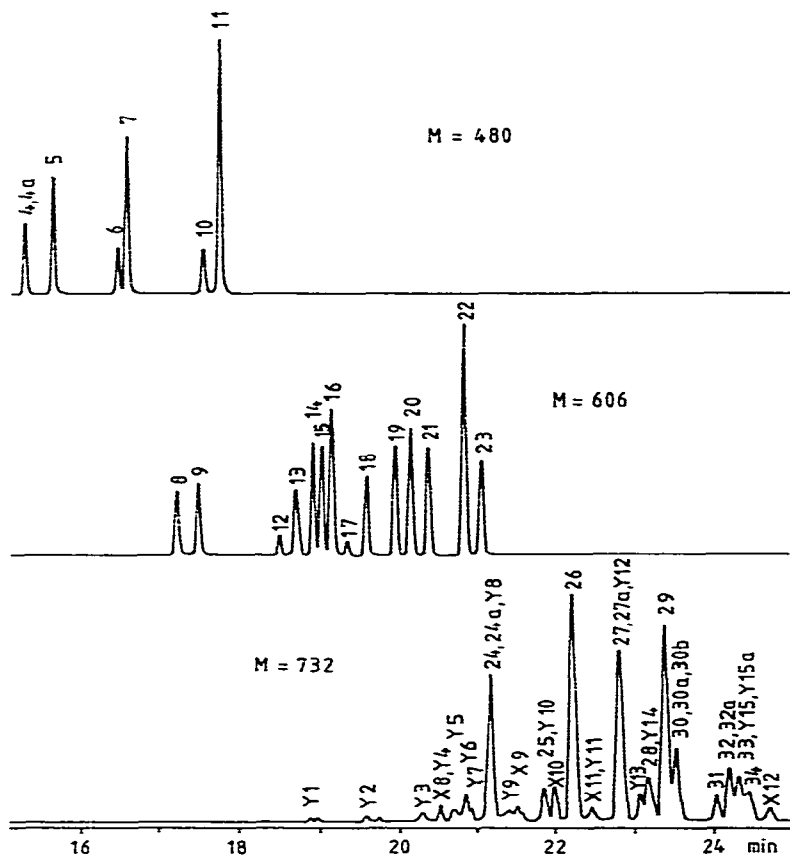 4,4a
5
6
7
10
11
M = 480
8
9
12
13
14
15
16
17
18
19
20
21
22
23
M = 606
Y1
Y2
Y3
X8,Y4
Y5
Y6
Y7
24,24a,Y8
Y9
X9
25,Y10
X10
26
X11,Y11
27,27a,Y12
Y13
28,Y14
29
30,30a,30b
31
32,32a
33,Y15,Y15a
34
X12
M = 732
16
18
20
22
24
min